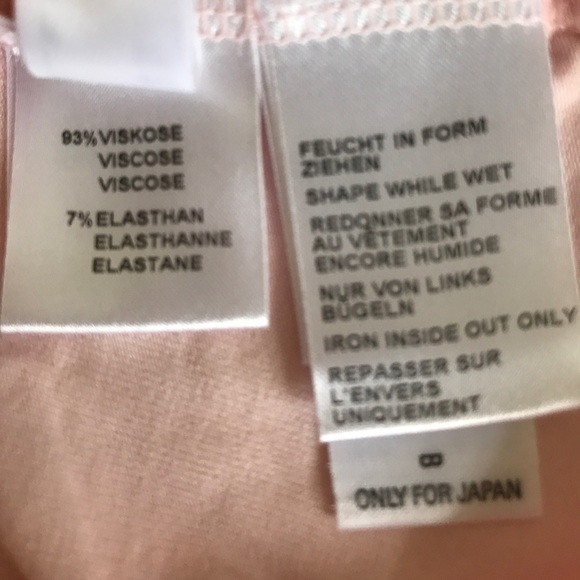 93% VISKOSE
VISCOSE
VISCOSE
7% ELASTHAN
ELASTHANNE
ELASTANE
FEUCHT IN FORM
ZIEHEN
SHAPE WHILE WET
REDONNER SA FORME
AU VÊTEMENT
ENCORE HUMIDE
NUR VON LINKS
BÜGELN
IRON INSIDE OUT ONLY
REPASSER SUR
L'ENVERS
UNIQUEMENT
8
ONLY FOR JAPAN